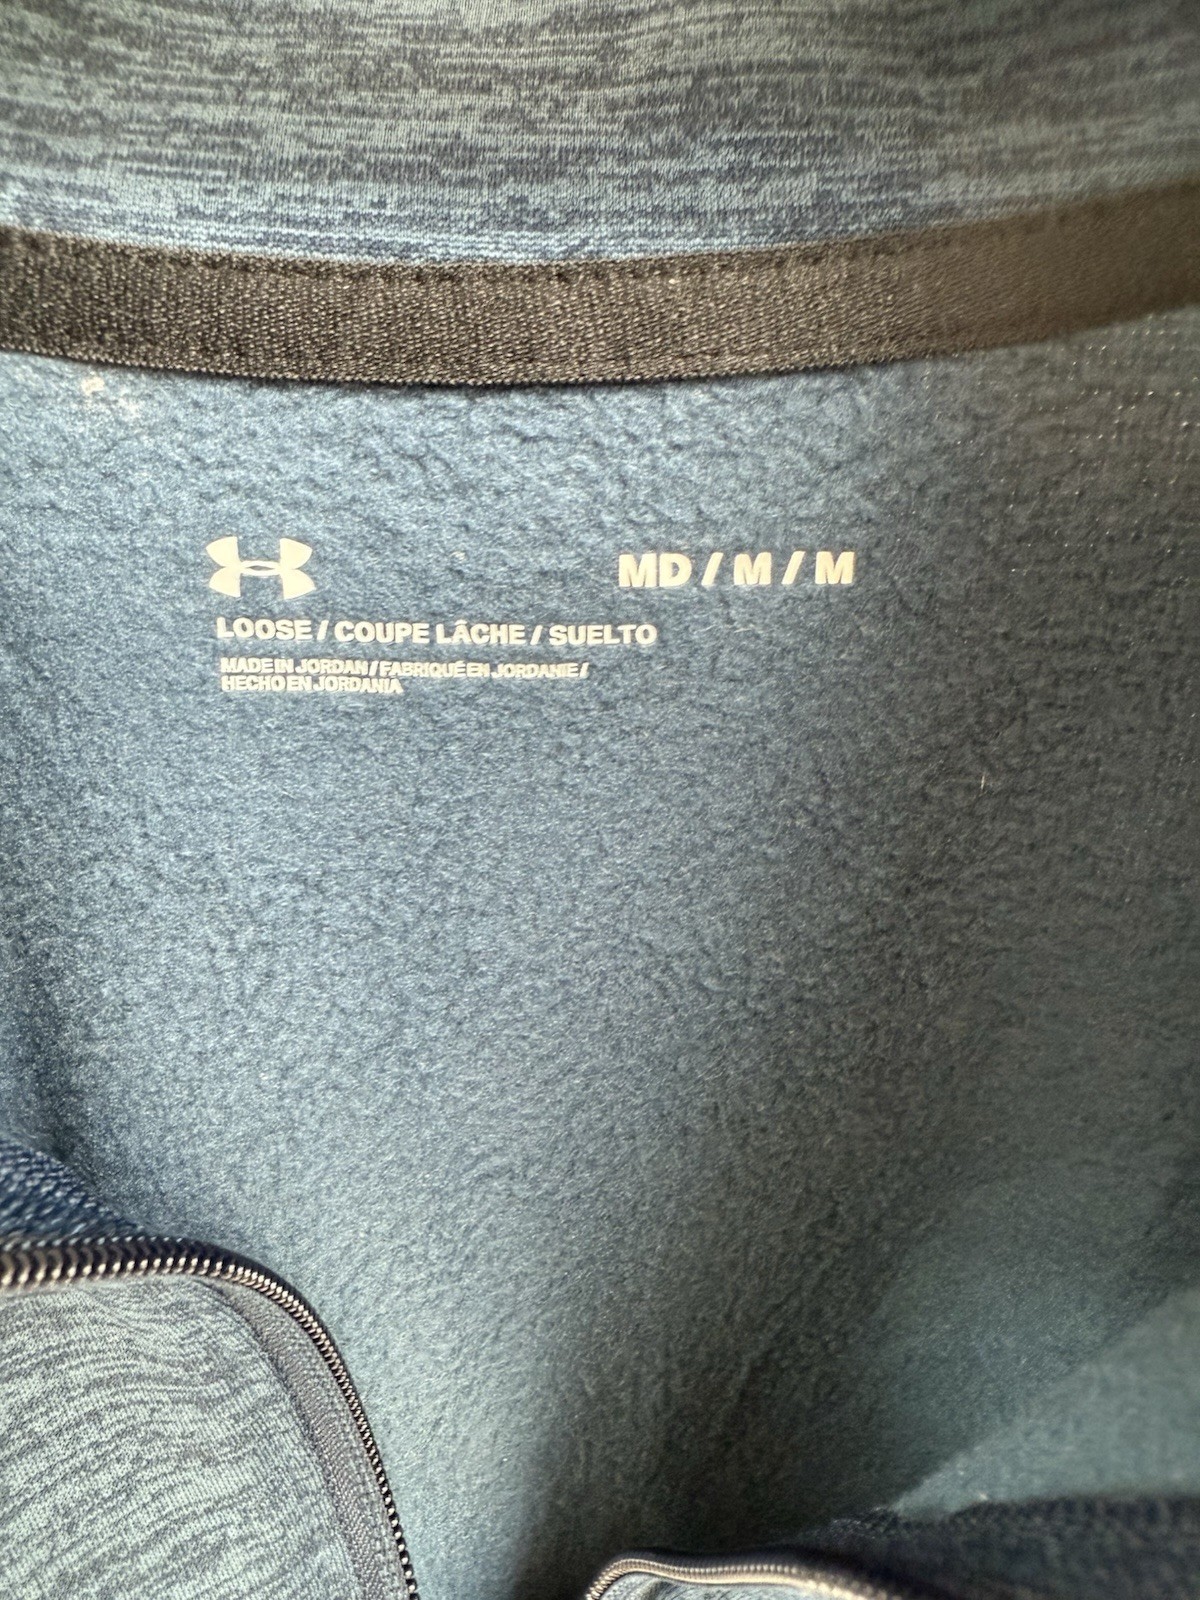 MD / M / M
LOOSE / COUPE LÂCHE / SUELTO
MADE IN JORDAN / FABRIQUÉ EN JORDANIE /
HECHO EN JORDANIA